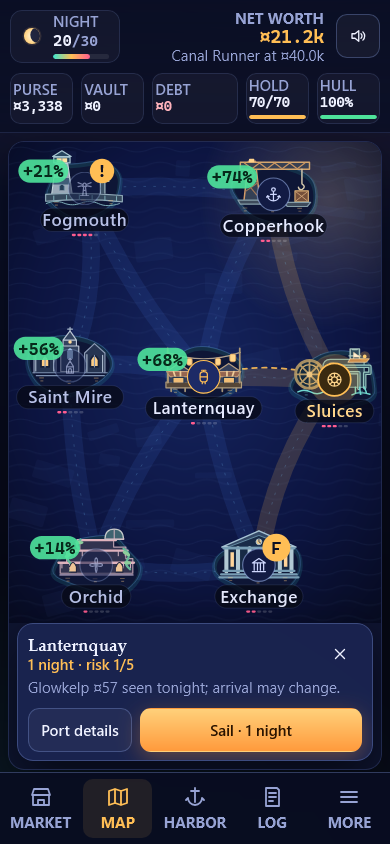 NIGHT
20/30
NET WORTH
¤21.2k
Canal Runner at ¤40.0k
PURSE
¤3,338
VAULT
¤0
DEBT
¤0
HOLD
70/70
HULL
100%
+21%
!
Fogmouth
+74%
Copperhook
+56%
Saint Mire
+68%
Lanternquay
Sluices
+14%
Orchid
F
Exchange
Lanternquay
1 night · risk 1/5
Glowkelp ¤57 seen tonight; arrival may change.
Port details
Sail · 1 night
MARKET
MAP
HARBOR
LOG
MORE